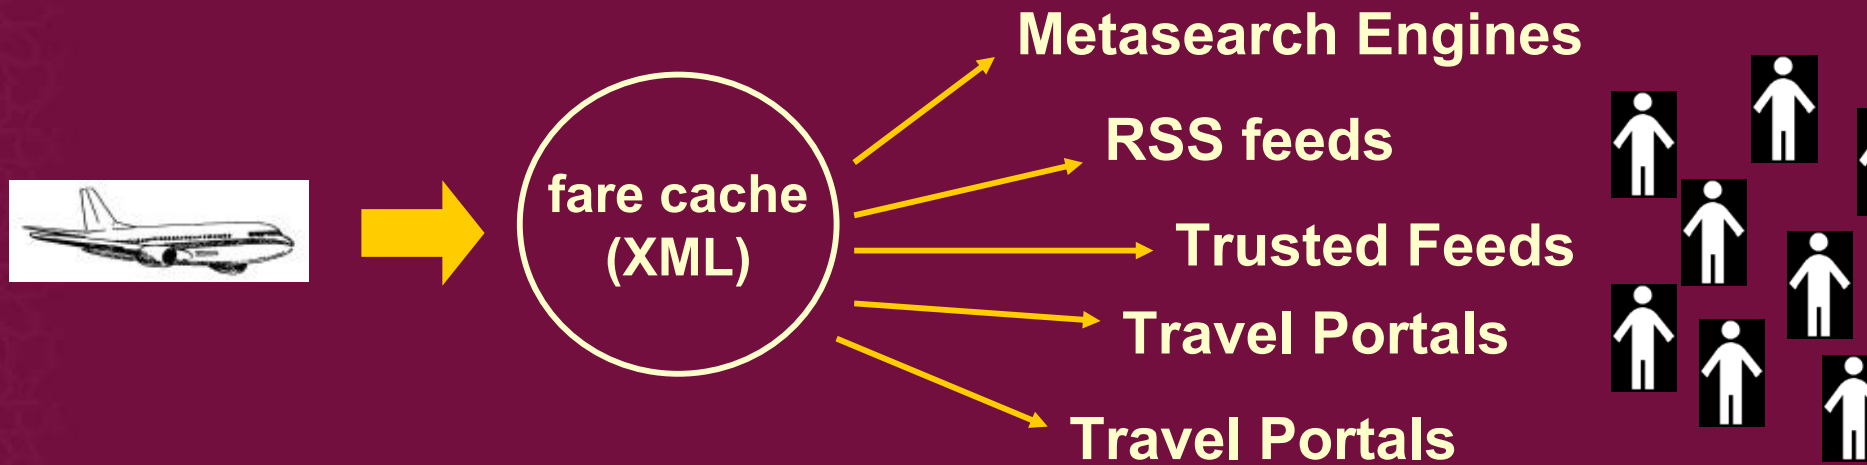 Metasearch Engines
RSS feeds
fare cache
(XML)
Trusted Feeds
Travel Portals
Travel Portals